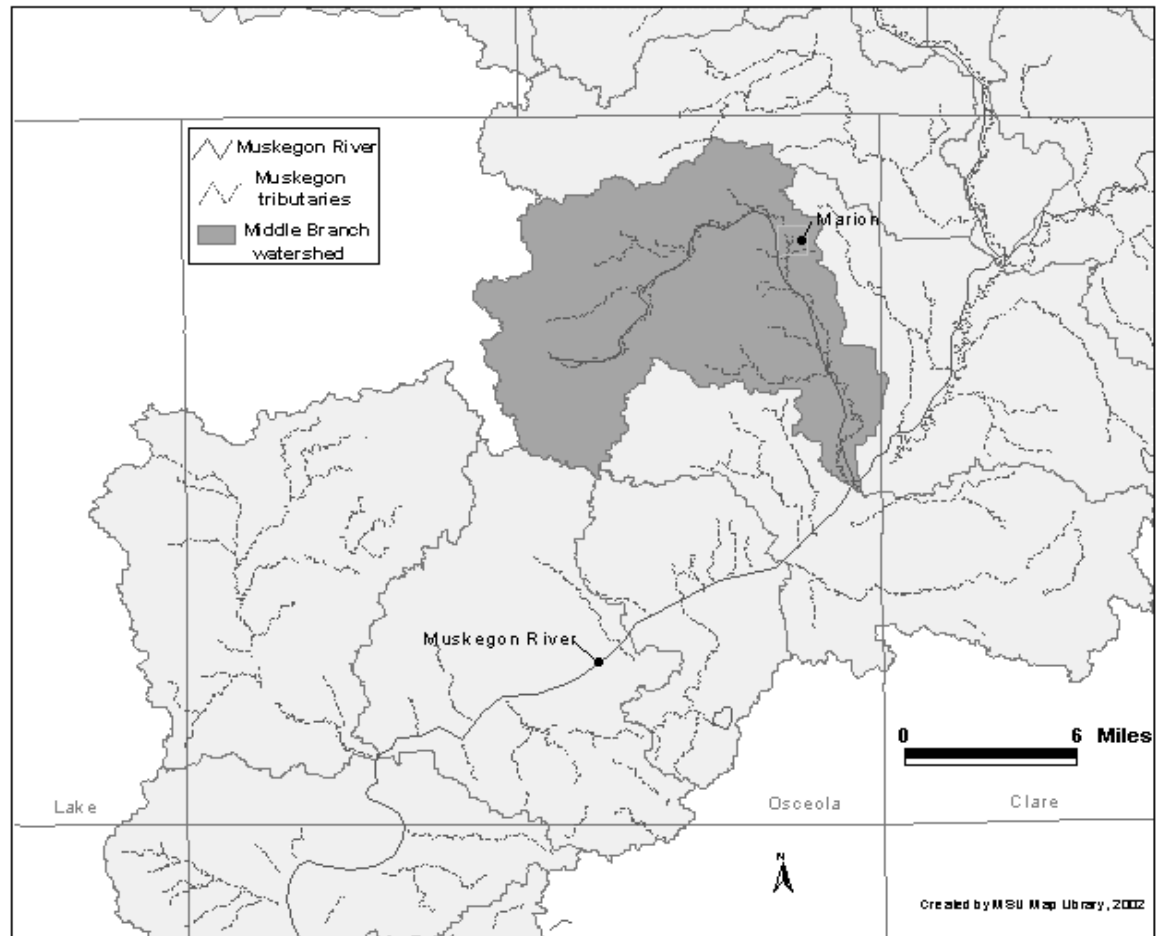 Muskegon River
Muskegon
tributaries
Middle Branch
watershed
Marion
Muskegon River
0 6 Miles
Lake
Osceola
Clare
N
Created by MSU Map Library, 2002